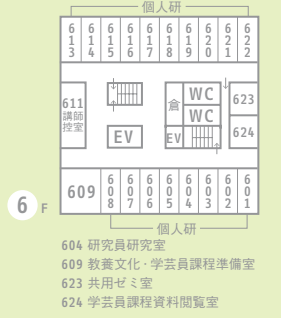 個人研
613 614 615 616 617 618 619 620 621 622
611 講師控室
倉
WC
WC
EV
EV
623
624
609
608 607 606 605 604 603 602 601
個人研
6 F
604 研究員研究室
609 教養文化・学芸員課程準備室
623 共用ゼミ室
624 学芸員課程資料閲覧室